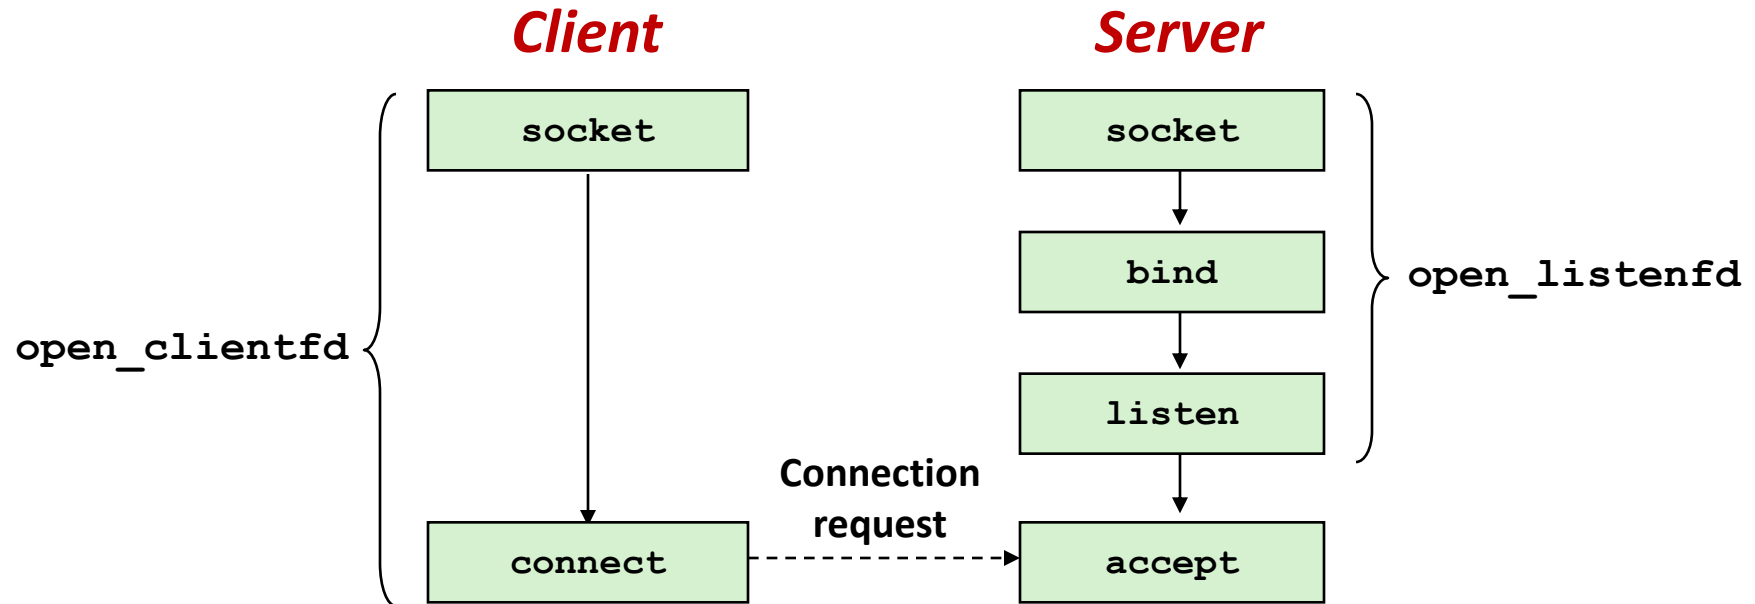 Client
Server
socket
socket
bind
open_listenfd
open_clientfd
listen
Connection
request
connect
accept